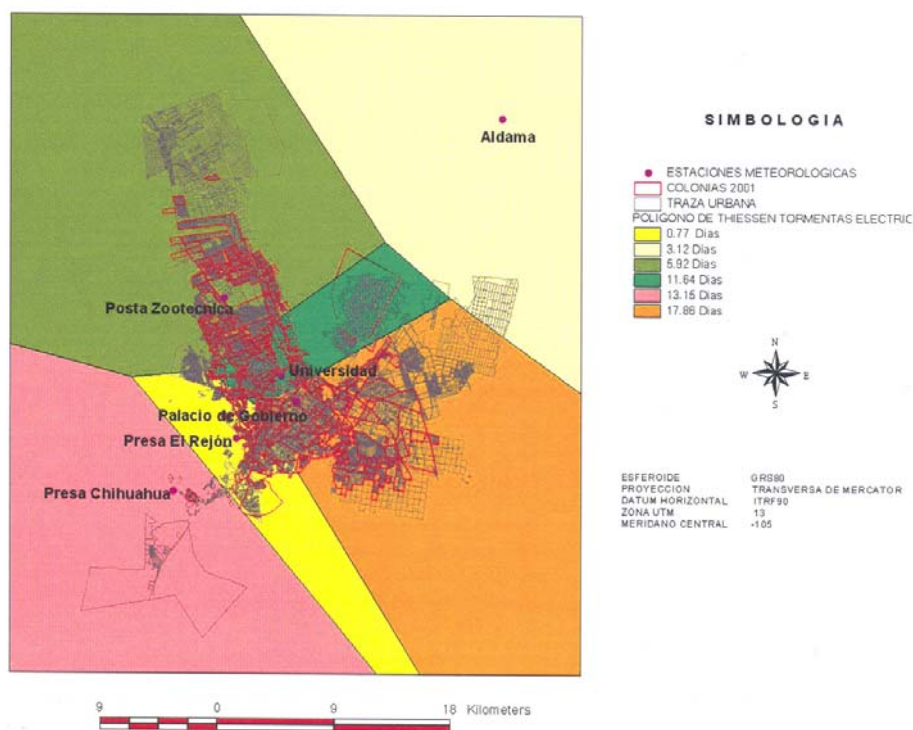 Aldama
Posta Zootecnica
Universidad
Palacio de Gobierno
Presa El Rejón
Presa Chihuahua
SIMBOLOGIA
ESTACIONES METEOROLOGICAS
COLONIAS 2001
TRAZA URBANA
POLIGONO DE THIESSEN TORMENTAS ELECTRIC
0.77 Dias
3.12 Dias
5.92 Dias
11.64 Dias
13.15 Dias
17.86 Dias
N
W E
S
ESFEROIDE GRS80
PROYECCION TRANSVERSA DE MERCATOR
DATUM HORIZONTAL ITRF90
ZONA UTM 13
MERIDANO CENTRAL -105
9 0 9 18 Kilometers